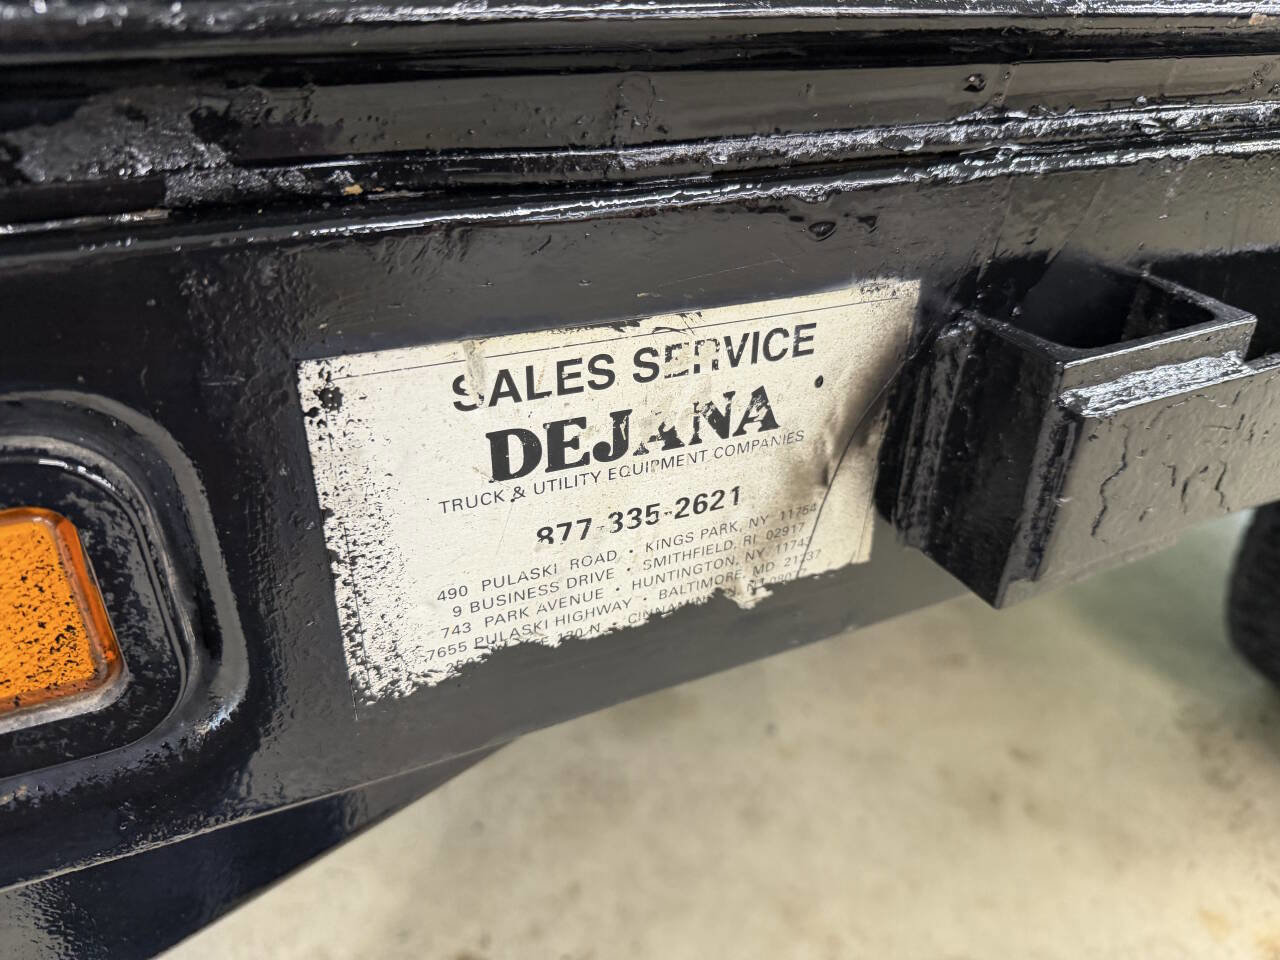 SALES SERVICE
DEJANA
TRUCK & UTILITY EQUIPMENT COMPANIES
877-335-2621
490 PULASKI ROAD · KINGS PARK, NY 11754
9 BUSINESS DRIVE · SMITHFIELD, RI 02917
743 PARK AVENUE · HUNTINGTON, NY 11743
7655 PULASKI HIGHWAY · BALTIMORE, MD 21237
130 N